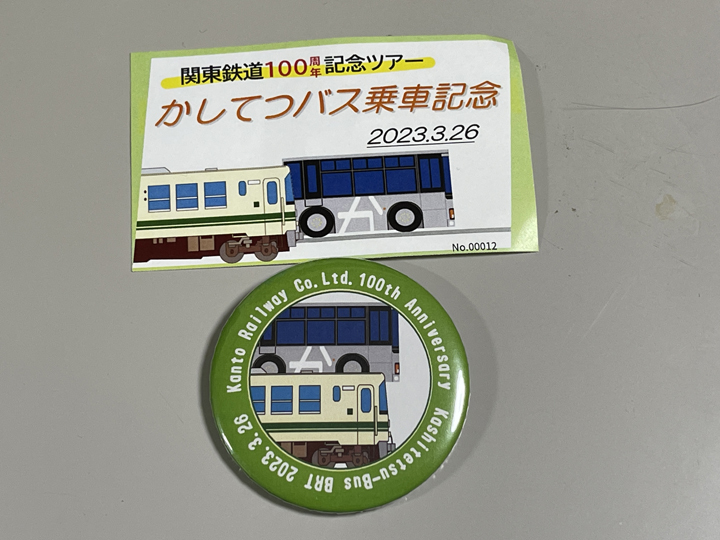 関東鉄道100周年記念ツアー
かしてつバス乗車記念
2023.3.26
No.00012
Kanto Railway Co.Ltd. 100th Anniversary Kashitetsu-Bus BRT 2023.3.26